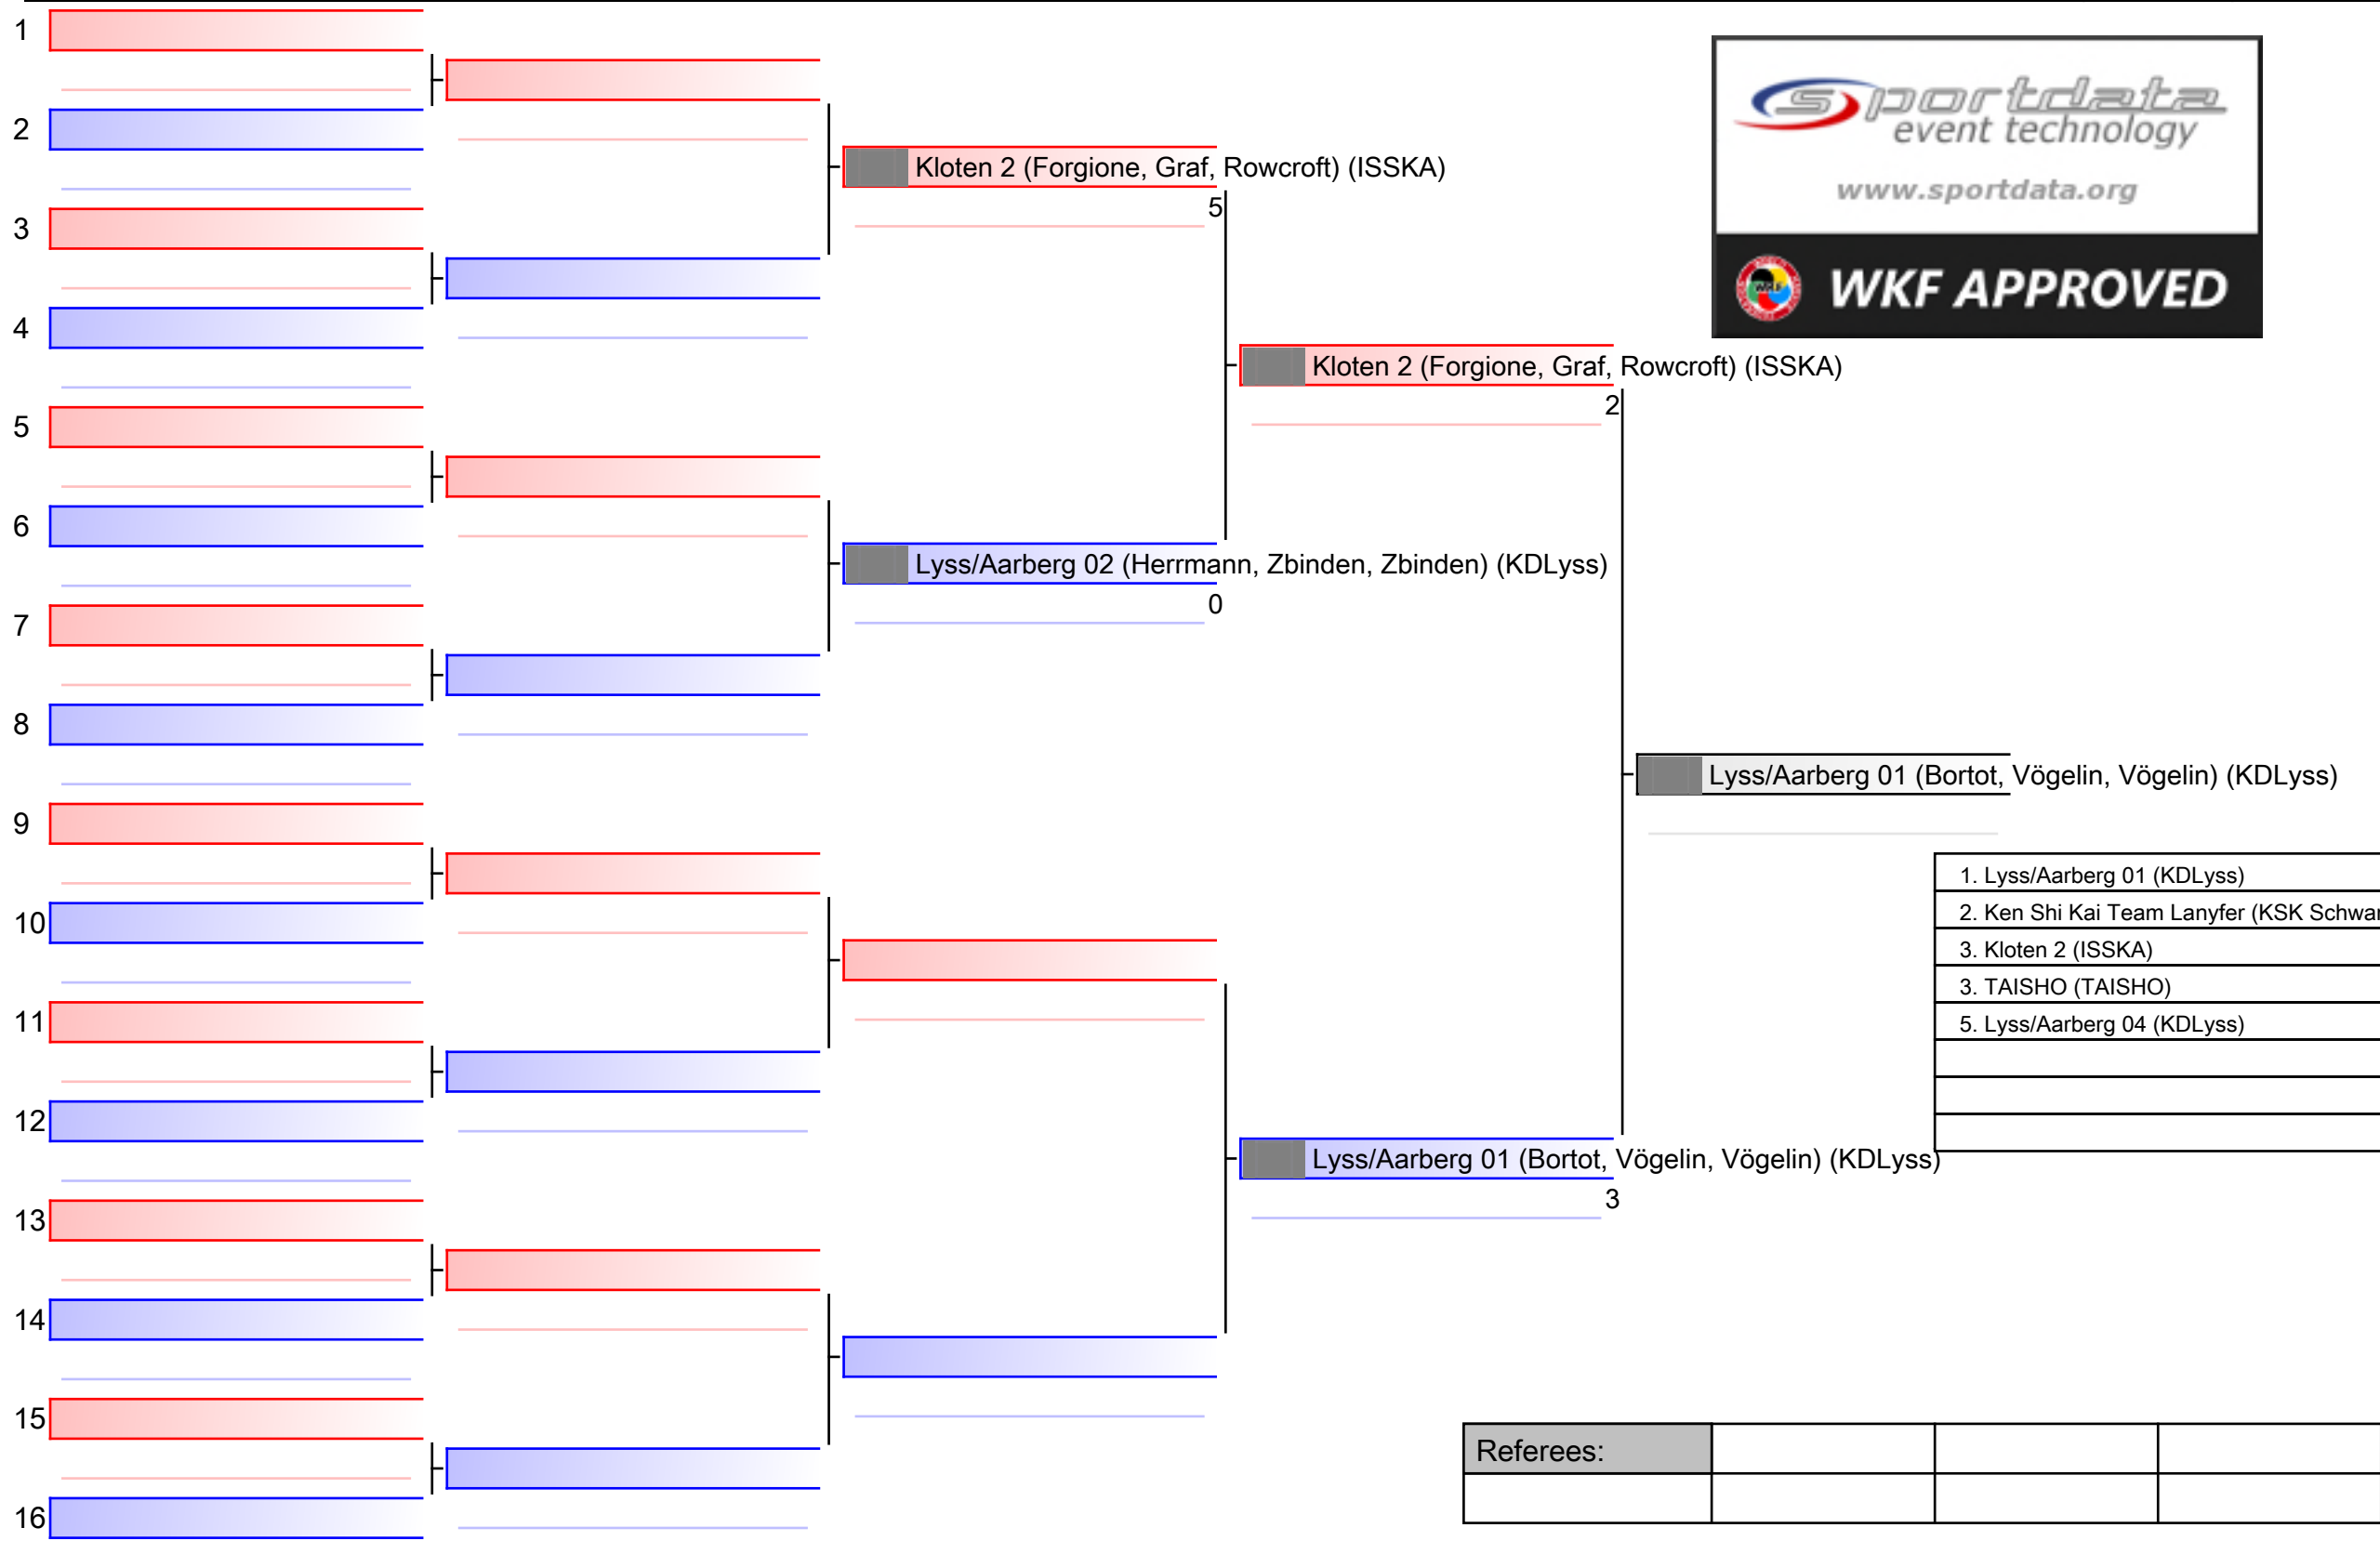 1
2
3
4
5
6
7
8
9
10
11
12
13
14
15
16
Kloten 2 (Forgione, Graf, Rowcroft) (ISSKA)
5
Lyss/Aarberg 02 (Herrmann, Zbinden, Zbinden) (KDLyss)
0
Kloten 2 (Forgione, Graf, Rowcroft) (ISSKA)
2
Lyss/Aarberg 01 (Bortot, Vögelin, Vögelin) (KDLyss)
3
Lyss/Aarberg 01 (Bortot, Vögelin, Vögelin) (KDLyss)
sportdata
event technology
www.sportdata.org
WKF
WKF APPROVED
1. Lyss/Aarberg 01 (KDLyss)
2. Ken Shi Kai Team Lanyfer (KSK
3. Kloten 2 (ISSKA)
3. TAISHO (TAISHO)
5. Lyss/Aarberg 04 (KDLyss)
Referees: